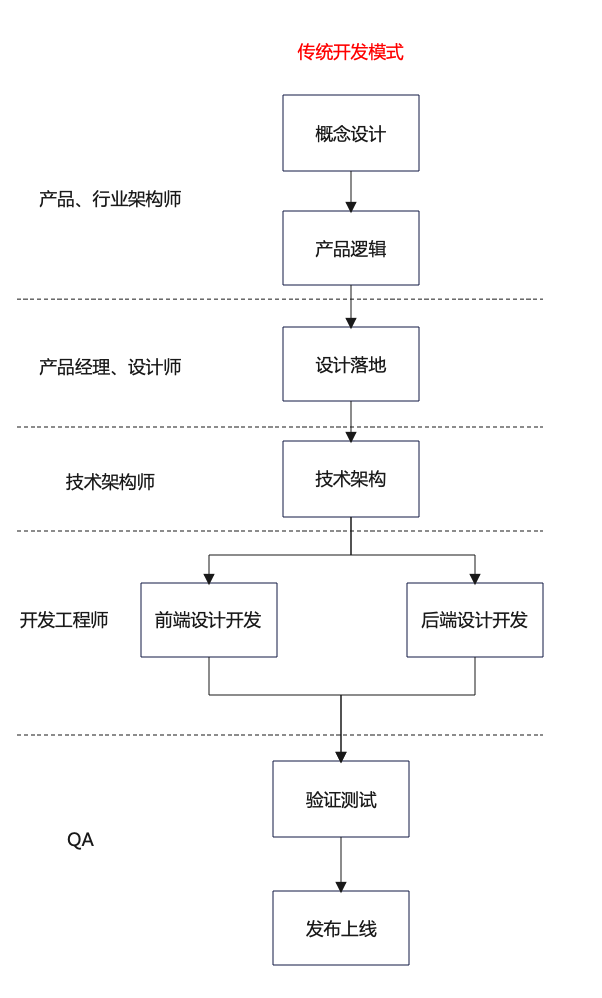 传统开发模式
概念设计
产品、行业架构师
产品逻辑
产品经理、设计师
设计落地
技术架构师
技术架构
开发工程师
前端设计开发
后端设计开发
验证测试
QA
发布上线